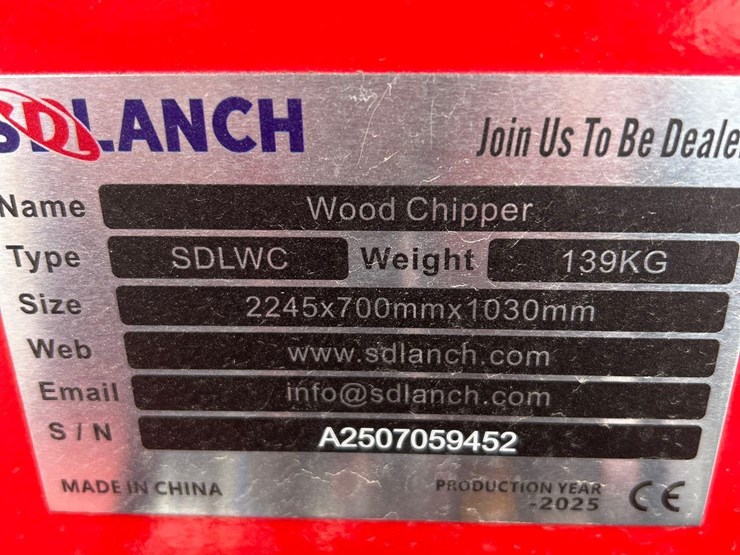 SDLANCH
Join Us To Be Dealer
Name Wood Chipper
Type SDLWC Weight 139KG
Size 2245x700mmx1030mm
Web www.sdlanch.com
Email info@sdlanch.com
S/N A2507059452
MADE IN CHINA
PRODUCTION YEAR
-2025
CE